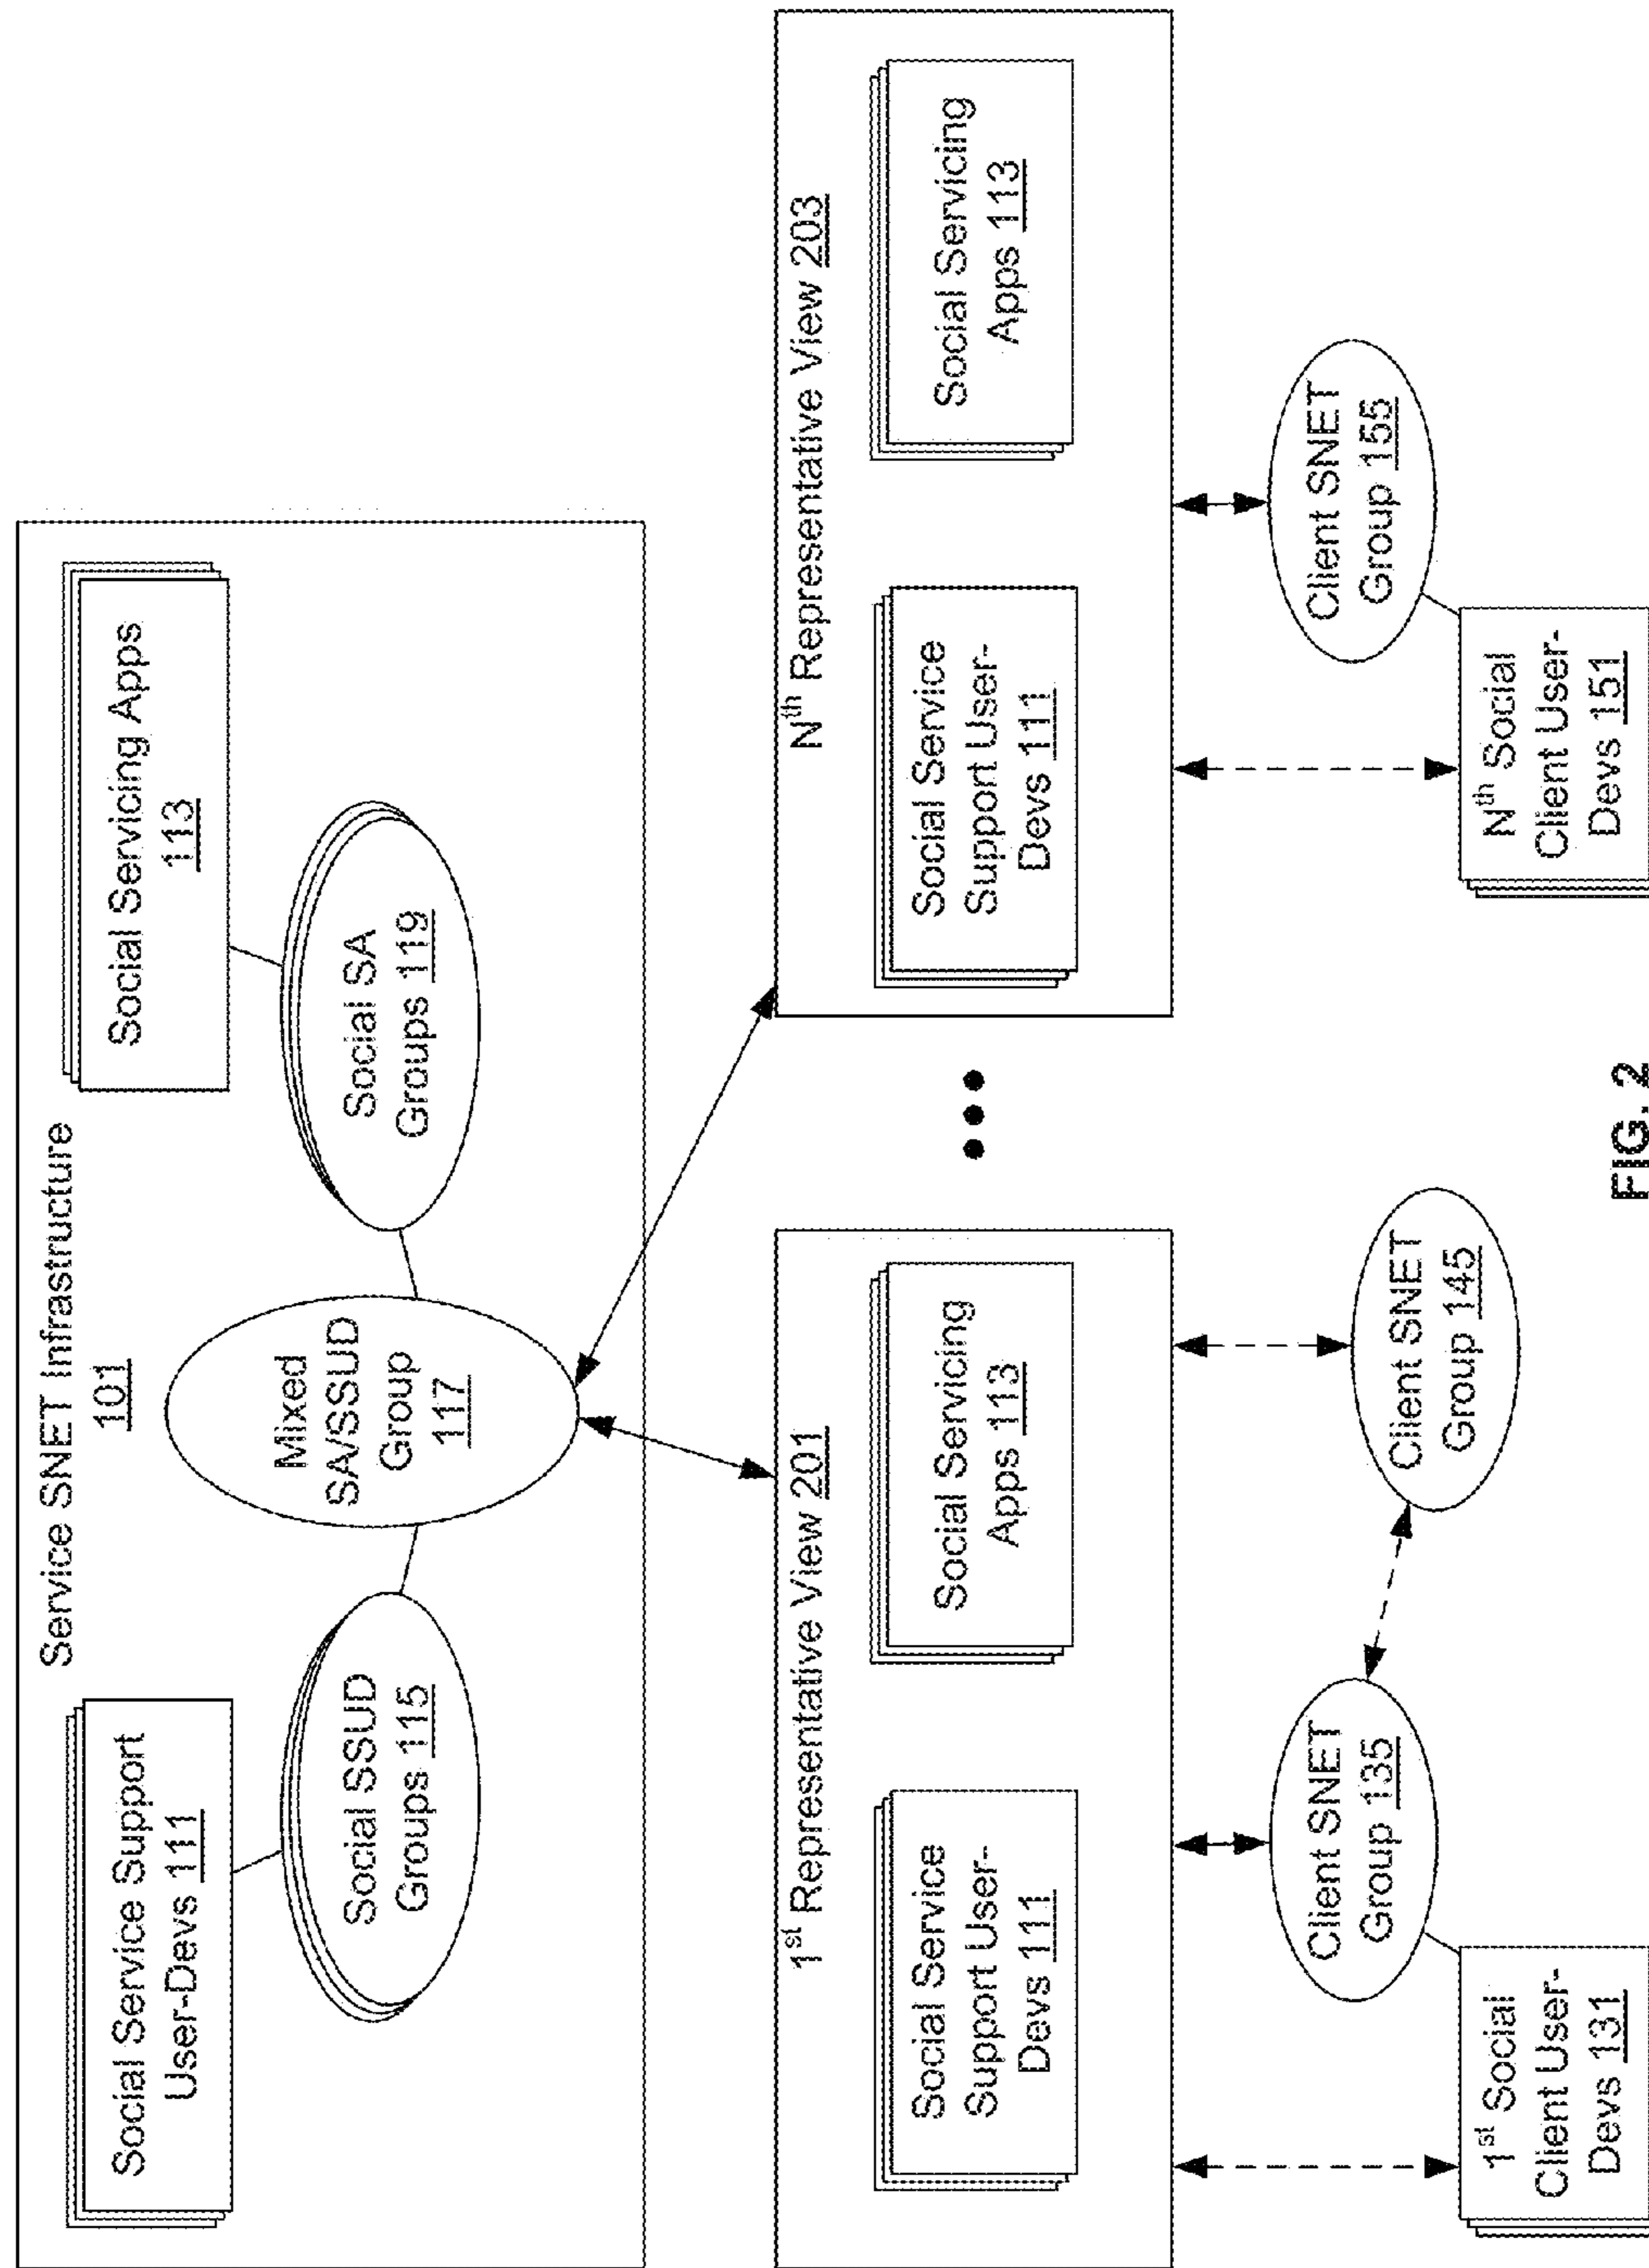 Service SNET Infrastructure
101
Social Service Support
User-Devs 111
Social Servicing Apps
113
Mixed
SA/SSUD
Group
117
Social SSUD
Groups 115
Social SA
Groups 119
1st Representative View 201
Social Service
Support User-
Devs 111
Social Servicing
Apps 113
Nth Representative View 203
Social Service
Support User-
Devs 111
Social Servicing
Apps 113
Client SNET
Group 135
Client SNET
Group 145
Client SNET
Group 155
1st Social
Client User-
Devs 131
Nth Social
Client User-
Devs 151
FIG. 2